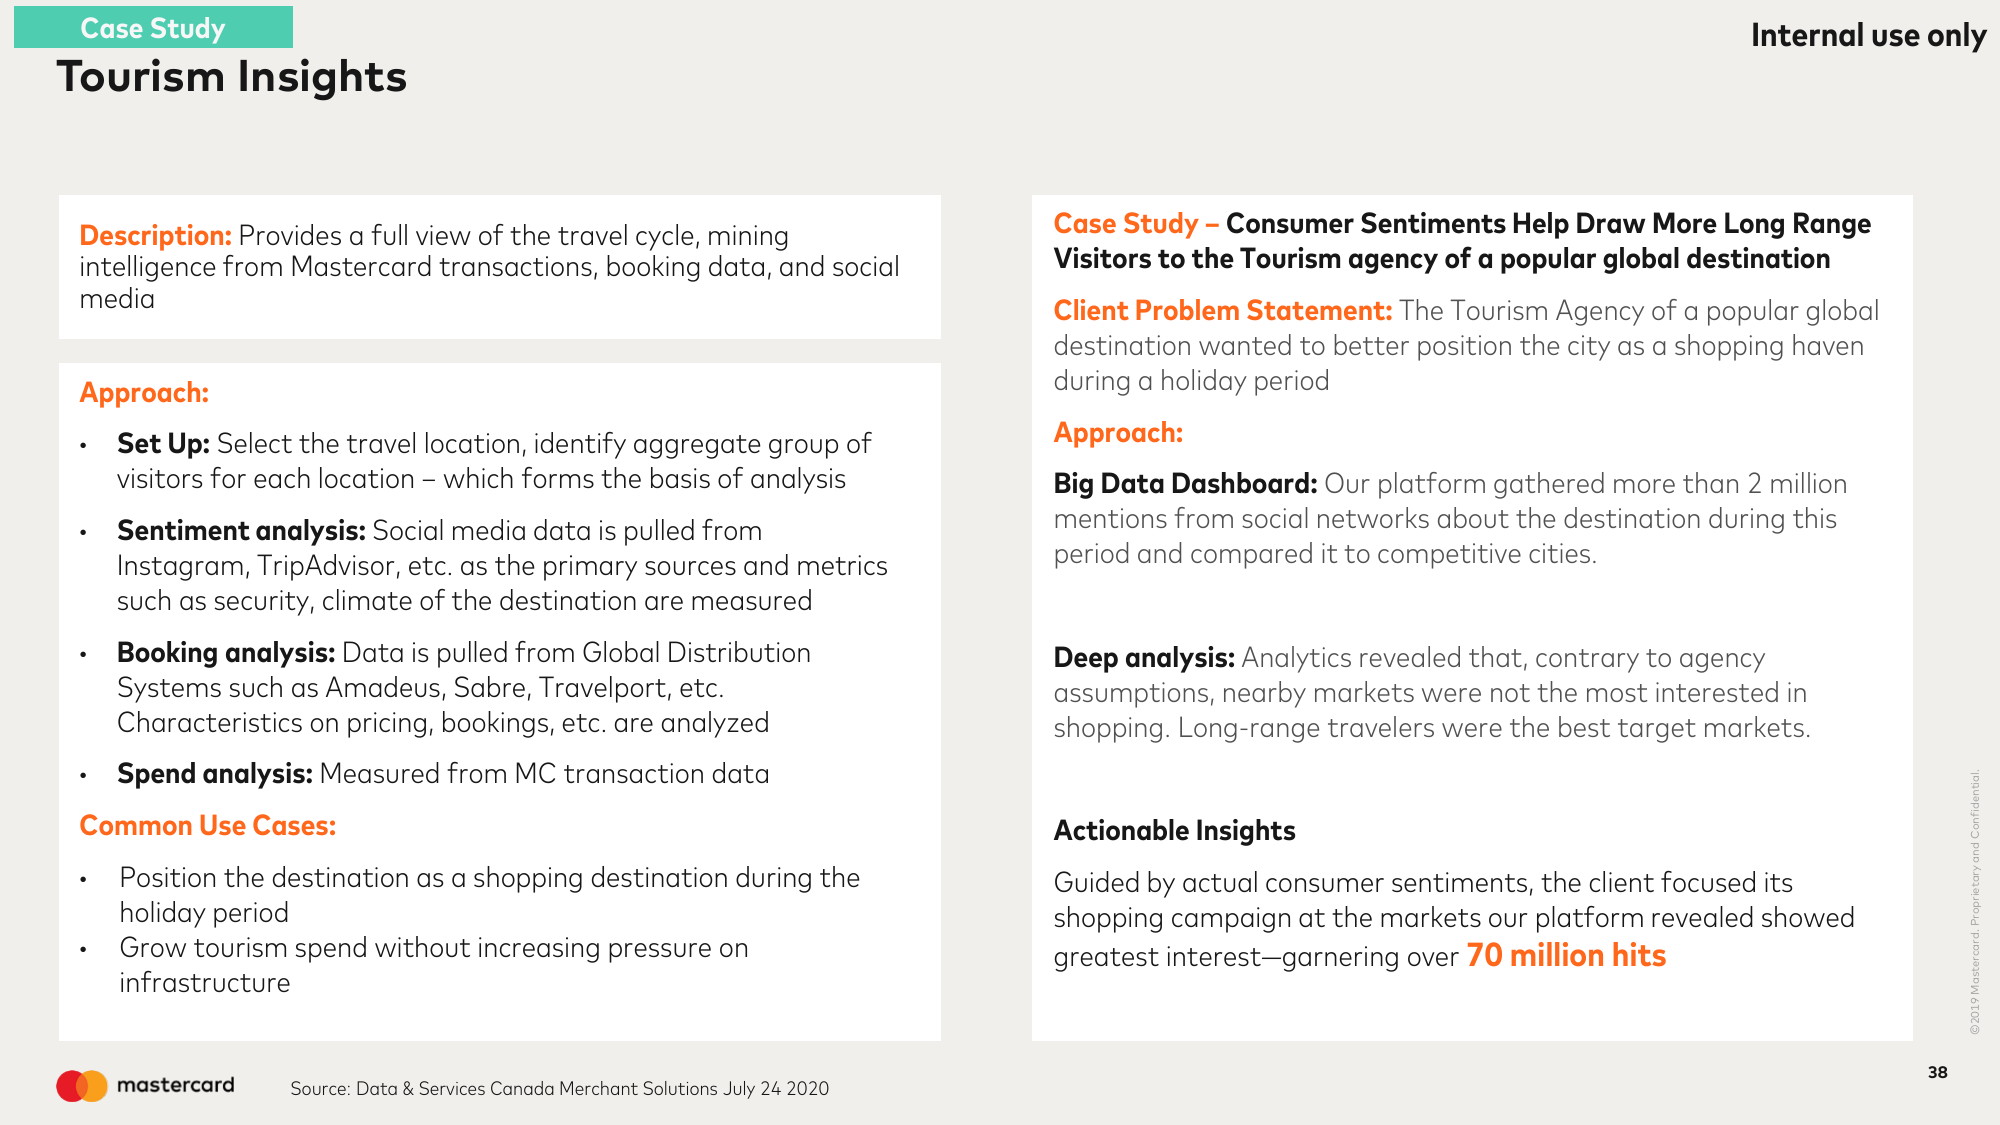 Case Study
Internal use only
Tourism Insights
Description: Provides a full view of the travel cycle, mining
intelligence from Mastercard transactions, booking data, and social
media
Approach:
• Set Up: Select the travel location, identify aggregate group of
visitors for each location – which forms the basis of analysis
• Sentiment analysis: Social media data is pulled from
Instagram, TripAdvisor, etc. as the primary sources and metrics
such as security, climate of the destination are measured
• Booking analysis: Data is pulled from Global Distribution
Systems such as Amadeus, Sabre, Travelport, etc.
Characteristics on pricing, bookings, etc. are analyzed
• Spend analysis: Measured from MC transaction data
Common Use Cases:
• Position the destination as a shopping destination during the
holiday period
• Grow tourism spend without increasing pressure on
infrastructure
Case Study – Consumer Sentiments Help Draw More Long Range
Visitors to the Tourism agency of a popular global destination
Client Problem Statement: The Tourism Agency of a popular global
destination wanted to better position the city as a shopping haven
during a holiday period
Approach:
Big Data Dashboard: Our platform gathered more than 2 million
mentions from social networks about the destination during this
period and compared it to competitive cities.
Deep analysis: Analytics revealed that, contrary to agency
assumptions, nearby markets were not the most interested in
shopping. Long-range travelers were the best target markets.
Actionable Insights
Guided by actual consumer sentiments, the client focused its
shopping campaign at the markets our platform revealed showed
greatest interest—garnering over 70 million hits
©2019 Mastercard. Proprietary and Confidential.
mastercard
Source: Data & Services Canada Merchant Solutions July 24 2020
38